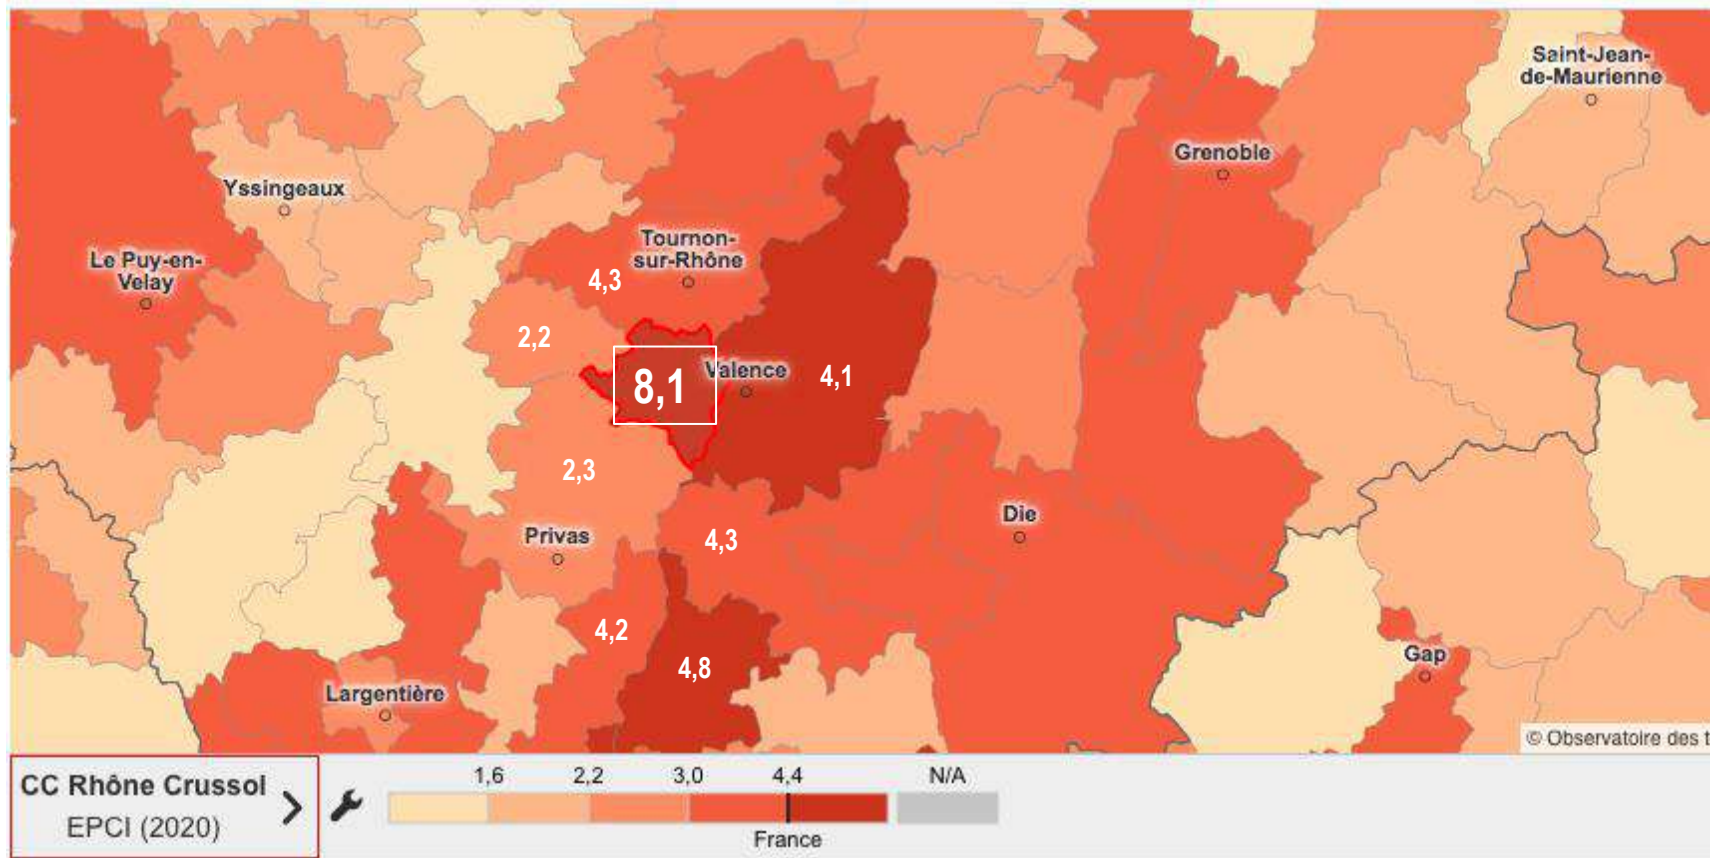 Saint-Jean-
de-Maurienne
Grenoble
Yssingeaux
Tournon-
sur-Rhône
Le Puy-en-
Velay
4,3
2,2
Valence
8,1
4,1
2,3
Die
Privas
4,3
4,2
4,8
Gap
Largentière
© Observatoire des t
CC Rhône Crussol
EPCI (2020)
1,6 2,2 3,0 4,4 N/A
France